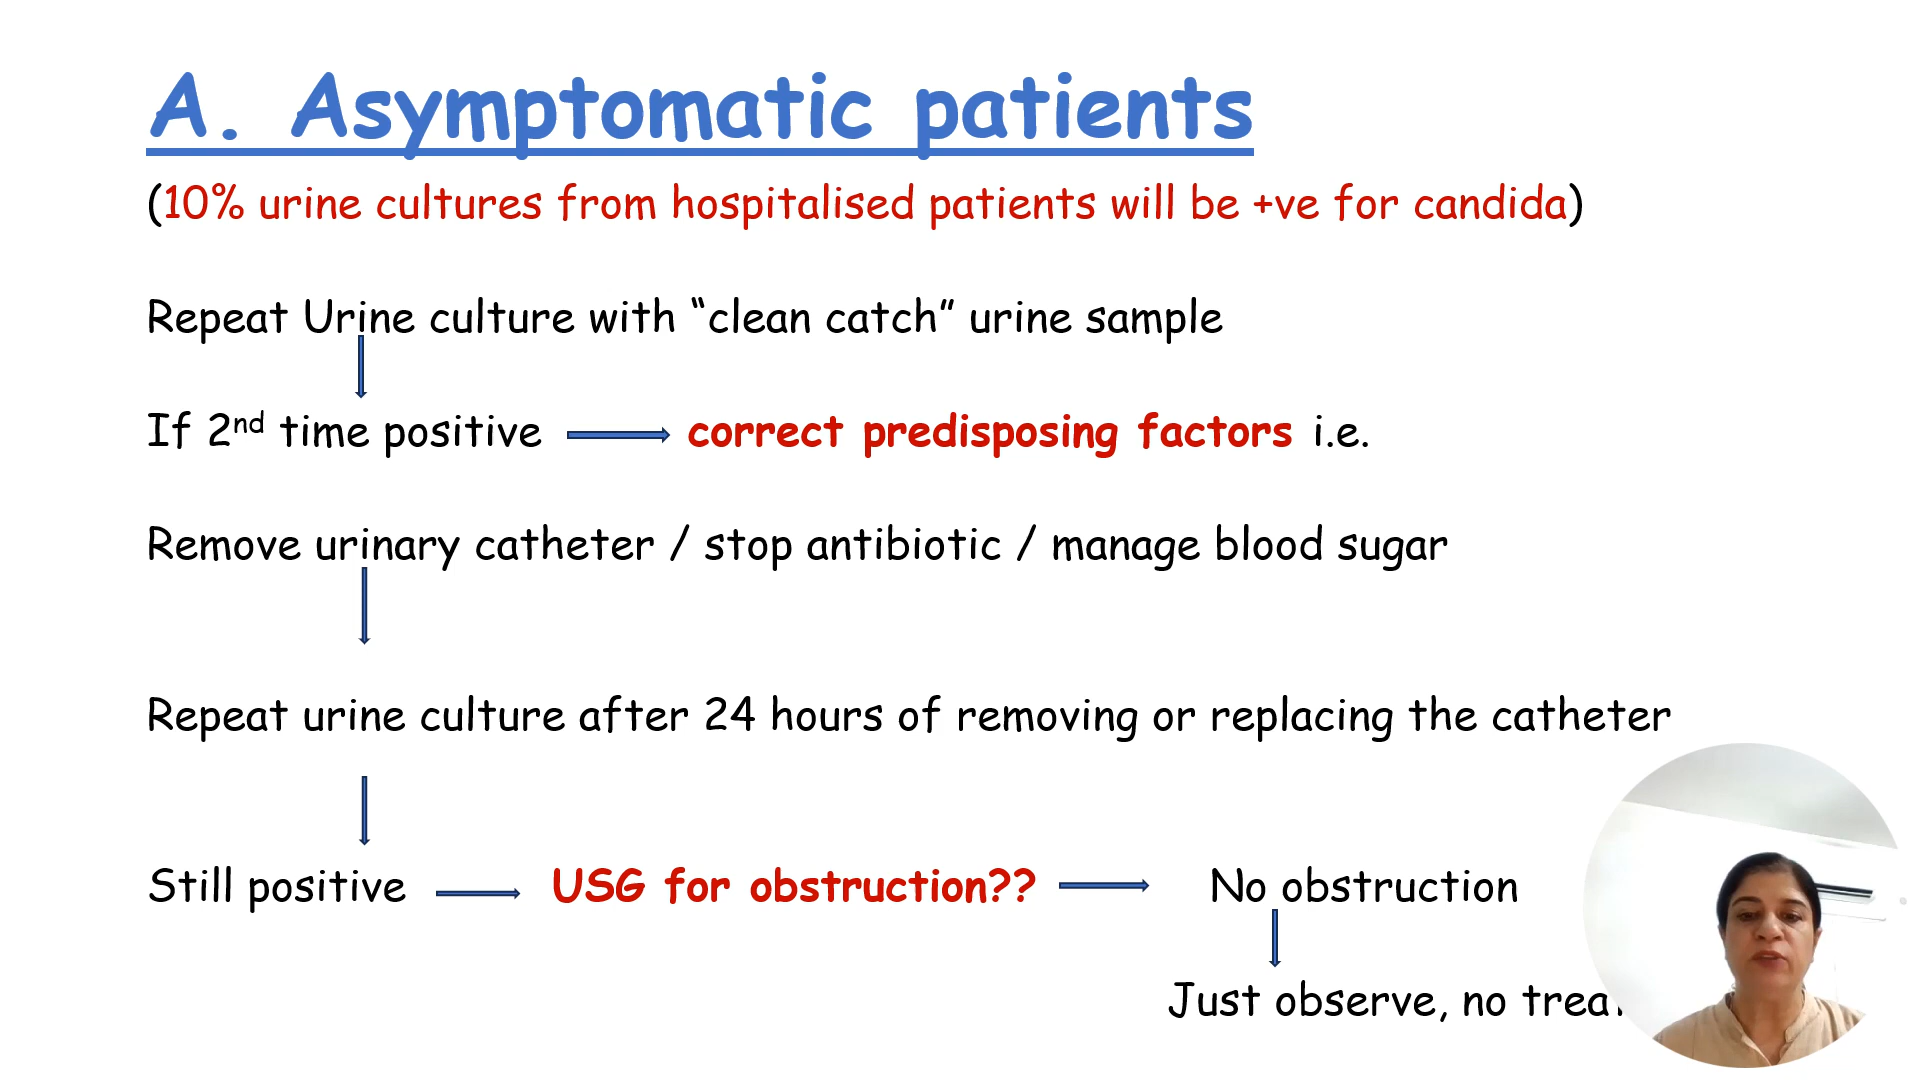 A. Asymptomatic patients
(10% urine cultures from hospitalised patients will be +ve for candida)
Repeat Urine culture with “clean catch” urine sample
If 2nd time positive correct predisposing factors i.e.
Remove urinary catheter / stop antibiotic / manage blood sugar
Repeat urine culture after 24 hours of removing or replacing the catheter
Still positive USG for obstruction?? No obstruction
Just observe, no